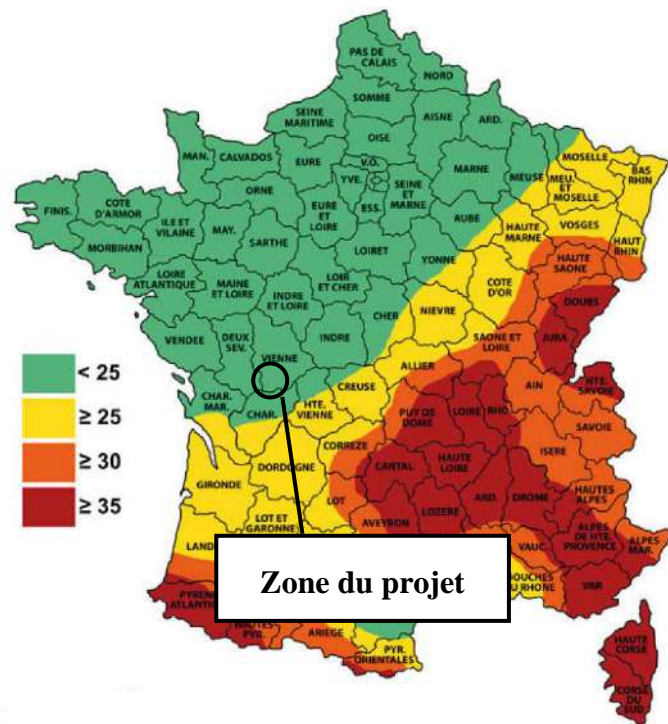 PAS DE
CALAIS
NORD
SOMME
SEINE
MARITIME
AISNE
ARD.
OISE
MAN.
CALVADOS
EURE
V.O.
YVE.
ESS.
SEINE
ET
MARNE
MARNE
MEUSE
MOSELLE
MEU.
ET
MOSELLE
BAS
RHIN
ORNE
FINIS.
COTE
D'ARMOR
ILE ET
VILAINE
MAY.
EURE
ET
LOIRE
AUBE
HAUTE
MARNE
VOSGES
HAUT
RHIN
MORBIHAN
SARTHE
LOIRET
YONNE
HAUTE
SAONE
LOIRE
ATLANTIQUE
MAINE
ET LOIRE
LOIR
ET CHER
INDRE
ET
LOIRE
CHER
NIEVRE
COTE
D'OR
DOUBS
VENDEE
DEUX
SEV.
VIENNE
INDRE
SAONE ET
LOIRE
JURA
< 25
≥ 25
≥ 30
≥ 35
CHAR.
MAR.
CHAR.
HTE.
VIENNE
CREUSE
ALLIER
AIN
HTE.
SAVOIE
PUY DE
DOME
LOIRE
RHO
SAVOIE
CORREZE
ISERE
DORDOGNE
CANTAL
HAUTE
LOIRE
GIRONDE
LOT
ARD.
DROME
HAUTES
ALPES
LOT ET
GARONNE
AVEYRON
LOZERE
LAND
VAUC.
ALPES
DE HTE.
PROVENCE
ALPES
MAR.
Zone du projet
OUCHES
U RHONE
VAR
PYREN
ATLANTIQ
HAUTES
PYR.
ARIEGE
PYR.
ORIENTALES
HAUTE
CORSE
CORSE
DU
SUD